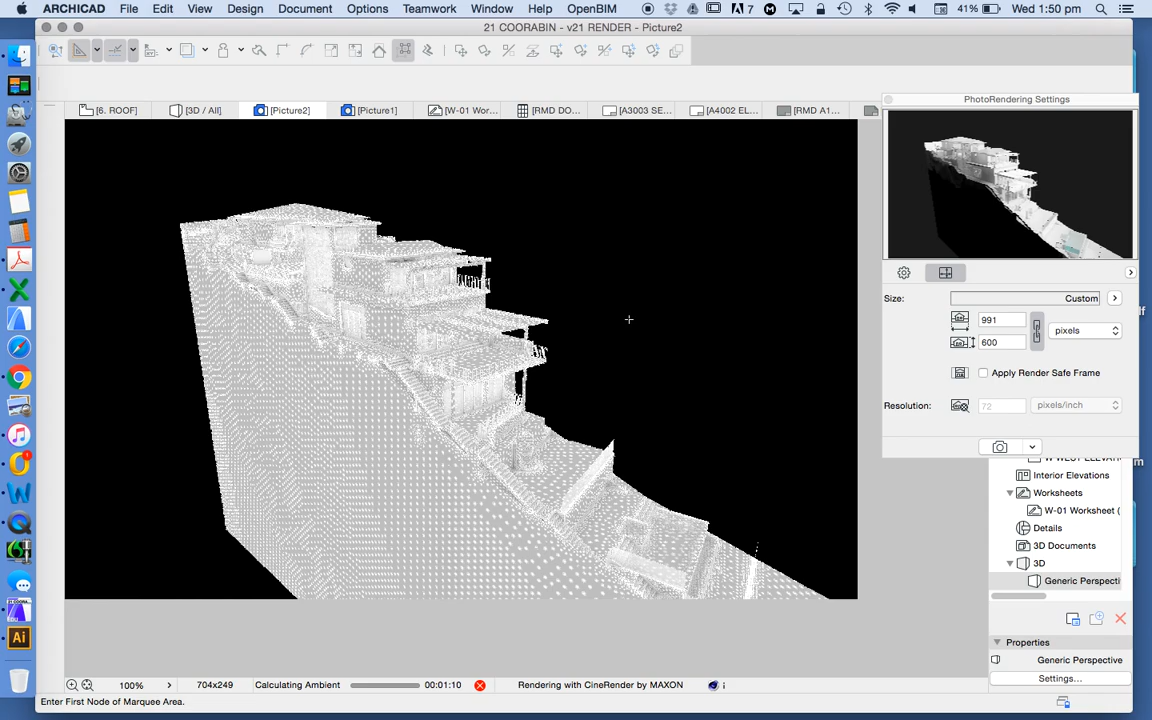 ARCHICAD File Edit View Design Document Options Teamwork Window Help OpenBIM 7 41% Wed 1:50 pm
21 COORABIN - v21 RENDER - Picture2
[6. ROOF] [3D / All] [Picture2] [Picture1] [W-01 Wor... [RMD DO... [A3003 SE... [A4002 EL... [RMD A1...
PhotoRendering Settings
Size: Custom
991
600
pixels
Apply Render Safe Frame
Resolution: 72 pixels/inch
Interior Elevations
Worksheets
W-01 Worksheet (
Details
3D Documents
3D
Generic Perspecti
Properties
Generic Perspective
Settings...
100% 704x249 Calculating Ambient 00:01:10 Rendering with CineRender by MAXON
Enter First Node of Marquee Area.
Ai